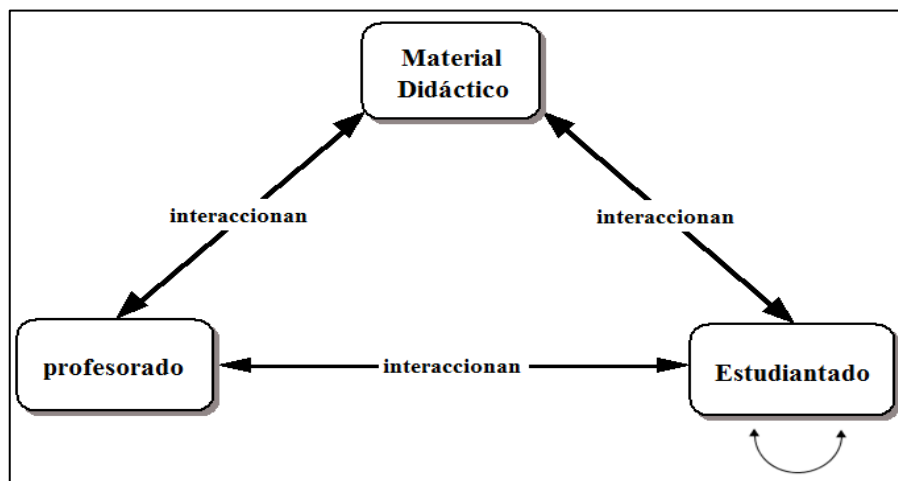 Material
Didáctico
interaccionan
interaccionan
profesorado
interaccionan
Estudiantado